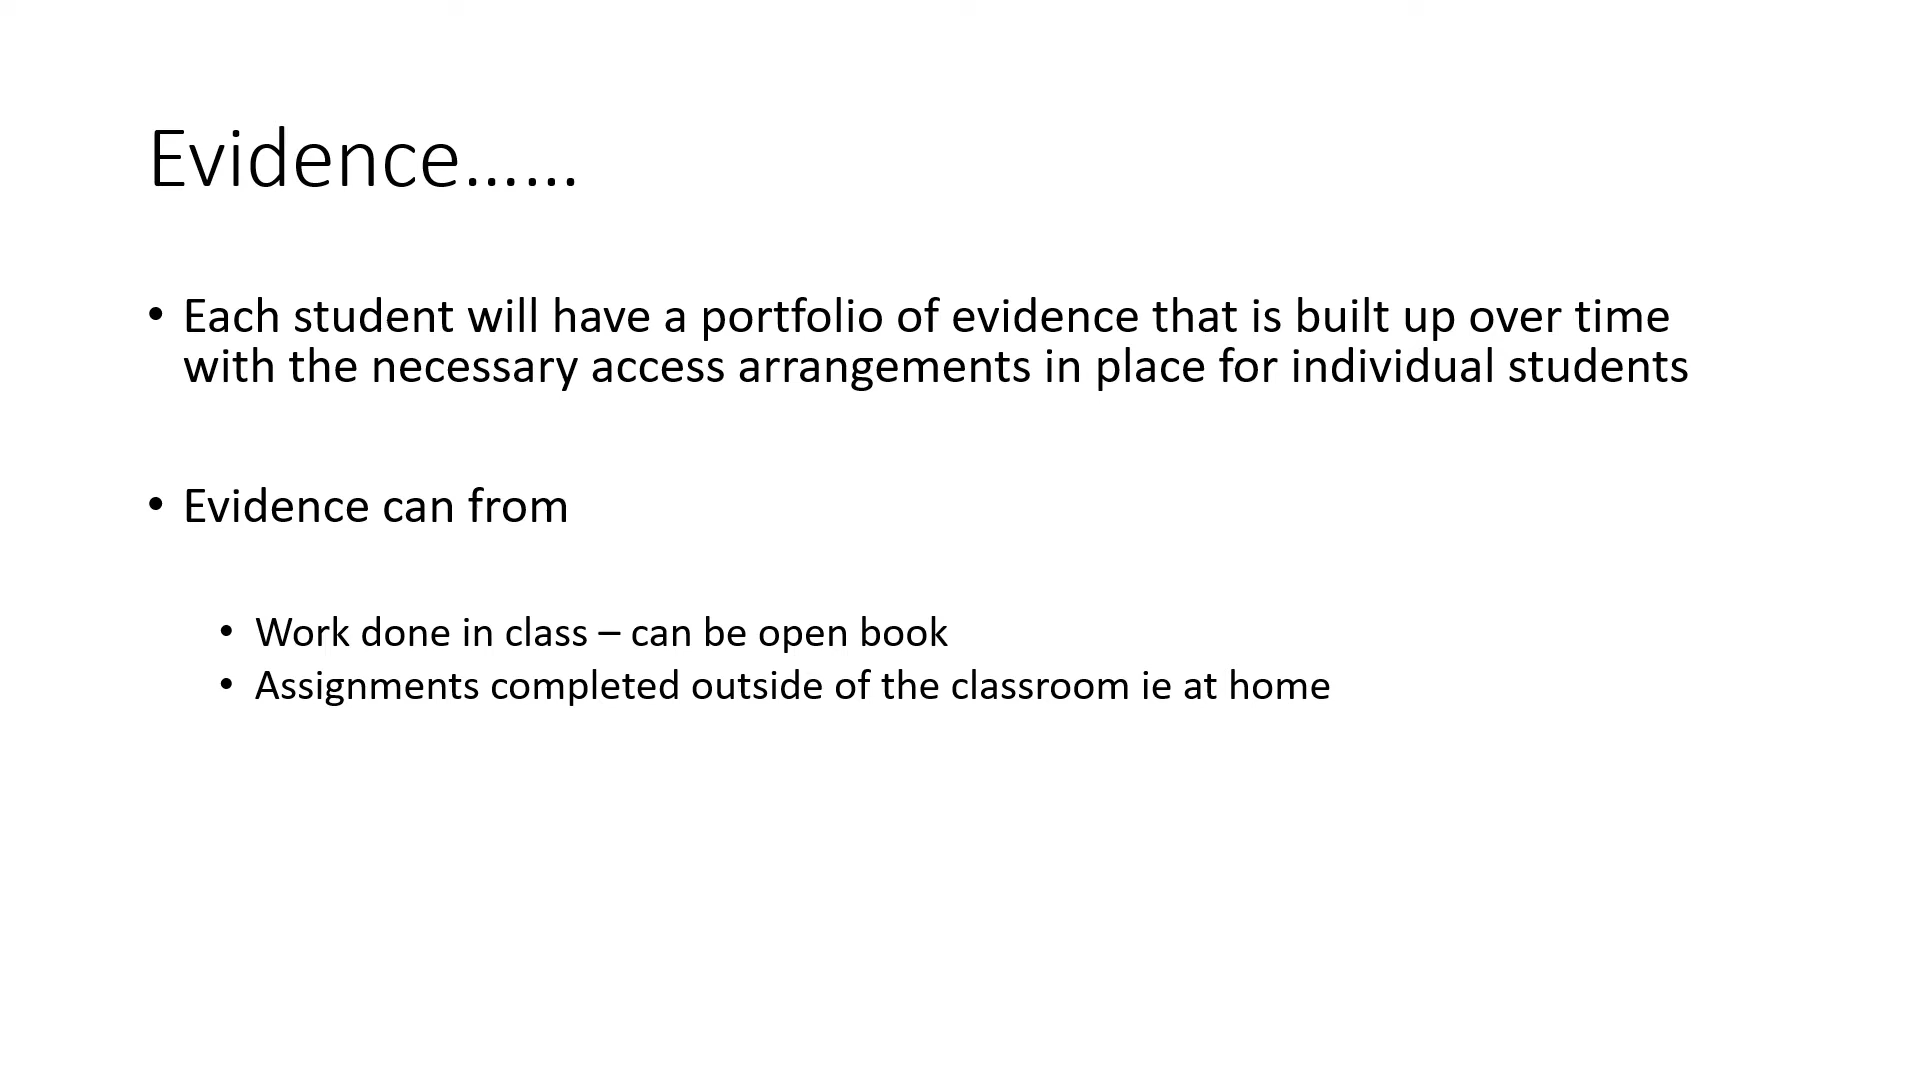 Evidence……
• Each student will have a portfolio of evidence that is built up over time
with the necessary access arrangements in place for individual students
• Evidence can from
• Work done in class – can be open book
• Assignments completed outside of the classroom ie at home